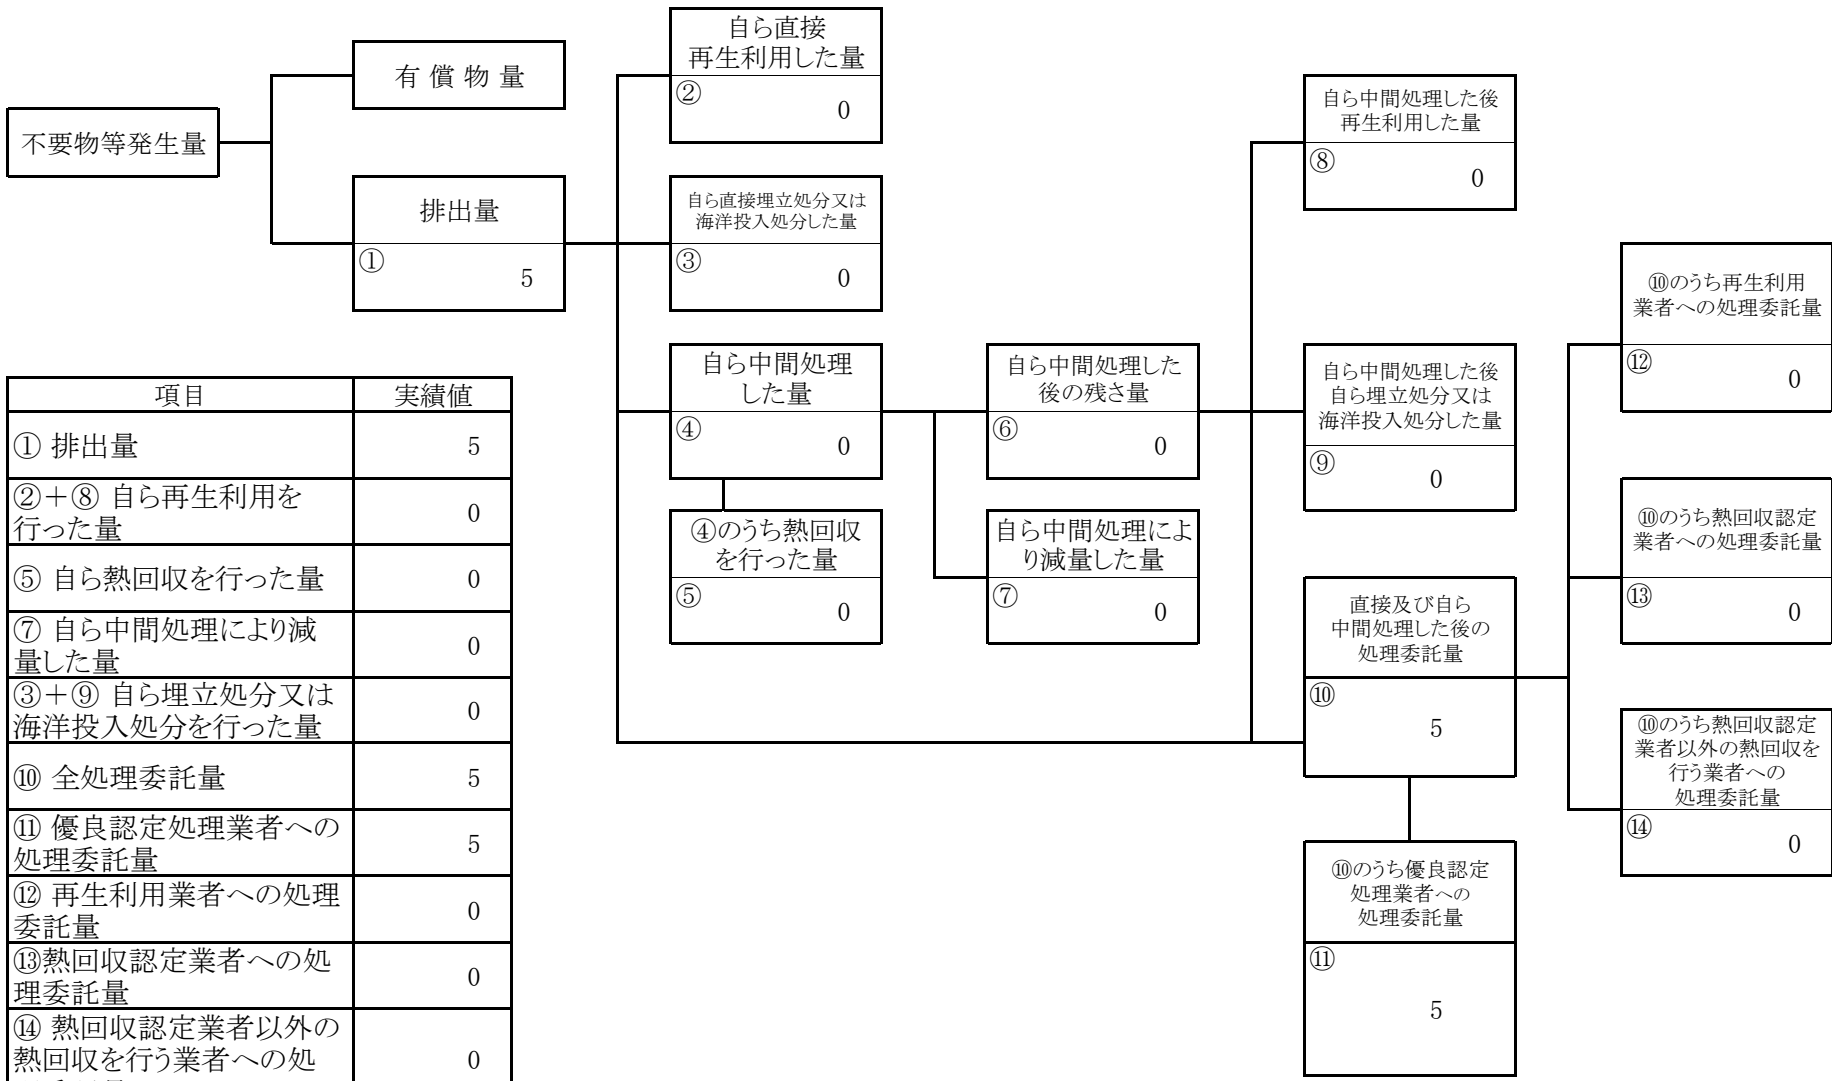 不要物等発生量
有 償 物 量
排出量
①
5
自ら直接
再生利用した量
②
0
自ら直接埋立処分又は
海洋投入処分した量
③
0
自ら中間処理
した量
④
0
④のうち熱回収
を行った量
⑤
0
自ら中間処理した
後の残さ量
⑥
0
自ら中間処理によ
り減量した量
⑦
0
自ら中間処理した後
再生利用した量
⑧
0
自ら中間処理した後
自ら埋立処分又は
海洋投入処分した量
⑨
0
直接及び自ら
中間処理した後の
処理委託量
⑩
5
⑩のうち優良認定
処理業者への
処理委託量
⑪
5
⑩のうち再生利用
業者への処理委託量
⑫
0
⑩のうち熱回収認定
業者への処理委託量
⑬
0
⑩のうち熱回収認定
業者以外の熱回収を
行う業者への
処理委託量
⑭
0
項目 実績値
① 排出量 5
②＋⑧ 自ら再生利用を
行った量 0
⑤ 自ら熱回収を行った量 0
⑦ 自ら中間処理により減
量した量 0
③＋⑨ 自ら埋立処分又は
海洋投入処分を行った量 0
⑩ 全処理委託量 5
⑪ 優良認定処理業者への
処理委託量 5
⑫ 再生利用業者への処理
委託量 0
⑬熱回収認定業者への処
理委託量 0
⑭ 熱回収認定業者以外の
熱回収を行う業者への処 0